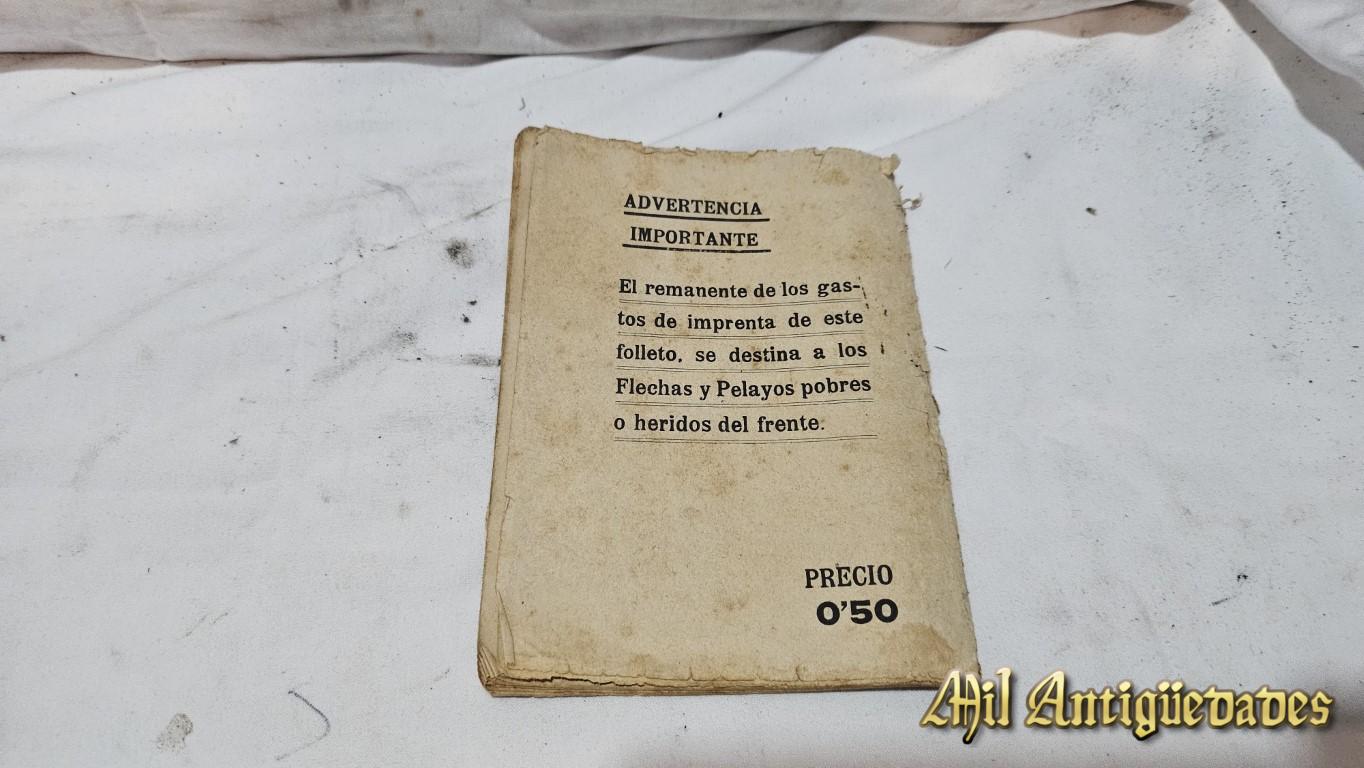 ADVERTENCIA
IMPORTANTE
El remanente de los gas-
tos de imprenta de este
folleto, se destina a los
Flechas y Pelayos pobres
o heridos del frente.
PRECIO
0'50
Mil Antigüedades